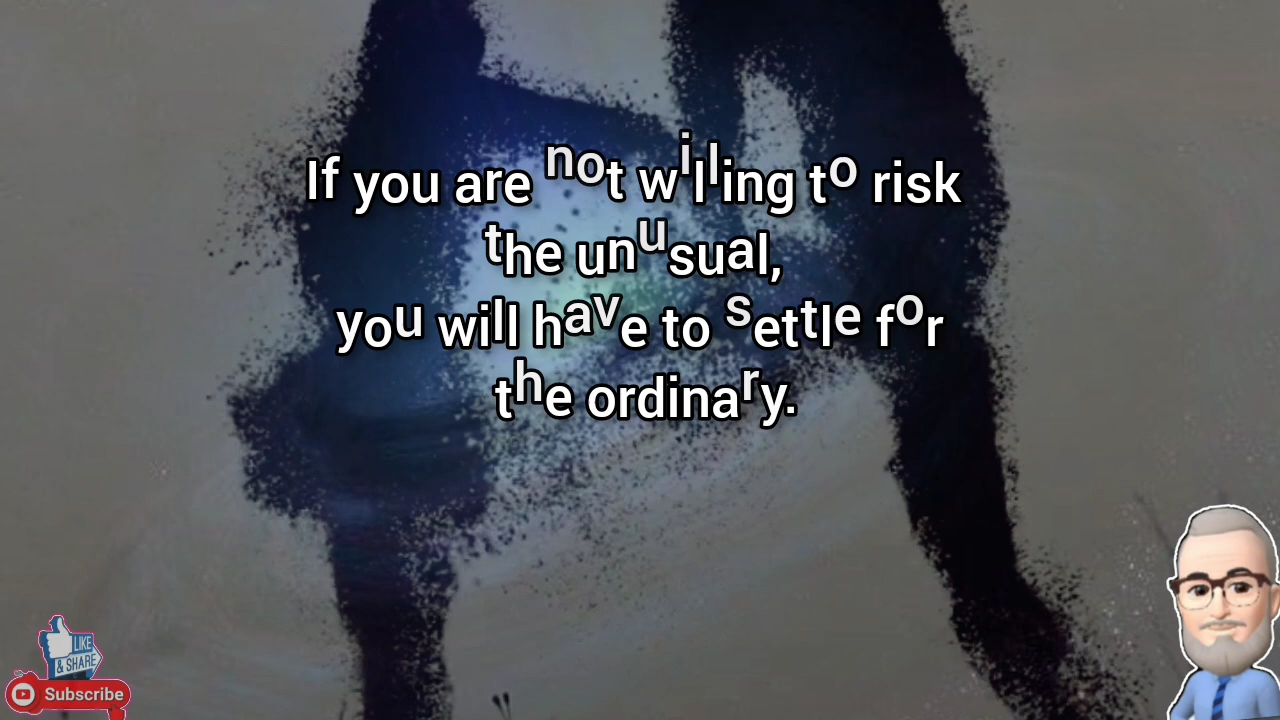 If you are not willing to risk
the unusual,
you will have to settle for
the ordinary.
LIKE
& SHARE
Subscribe